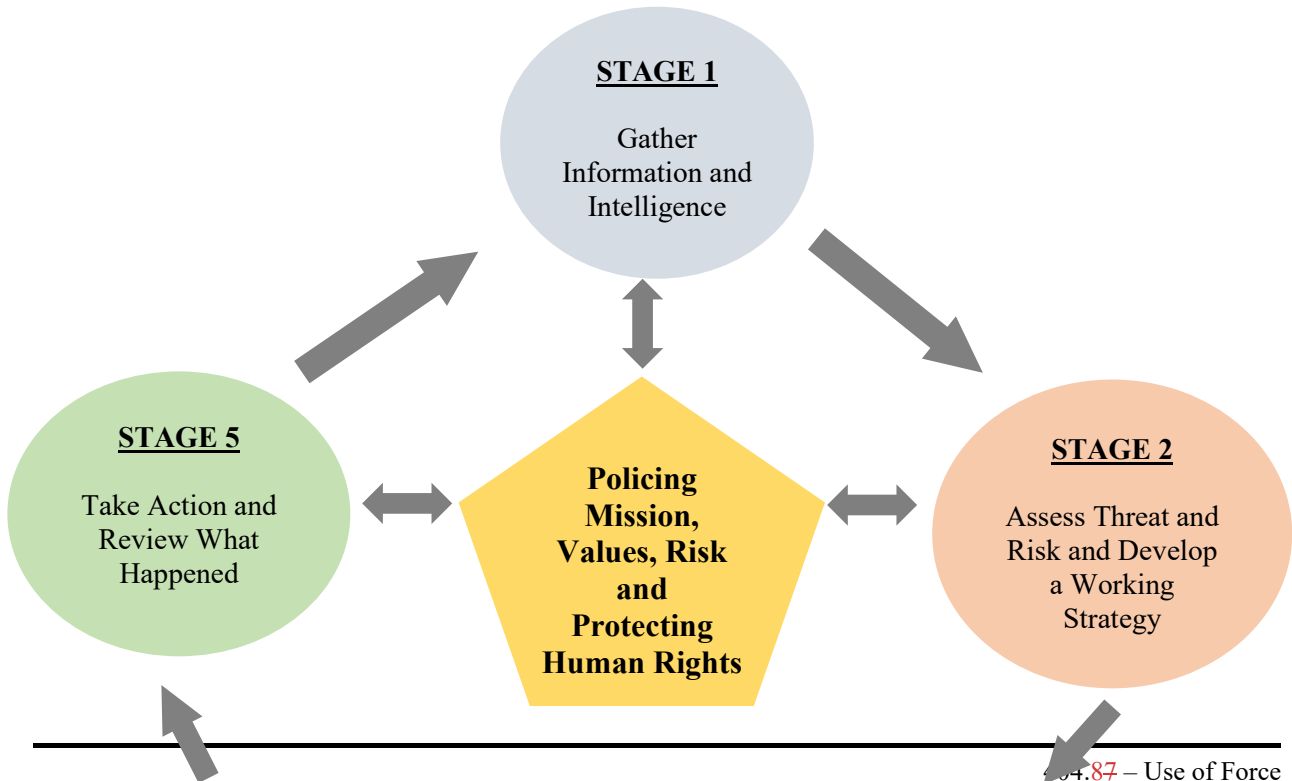 STAGE 1
Gather
Information and
Intelligence
STAGE 5
Take Action and
Review What
Happened
Policing
Mission,
Values, Risk
and
Protecting
Human Rights
STAGE 2
Assess Threat and
Risk and Develop
a Working
Strategy
– Use of Force